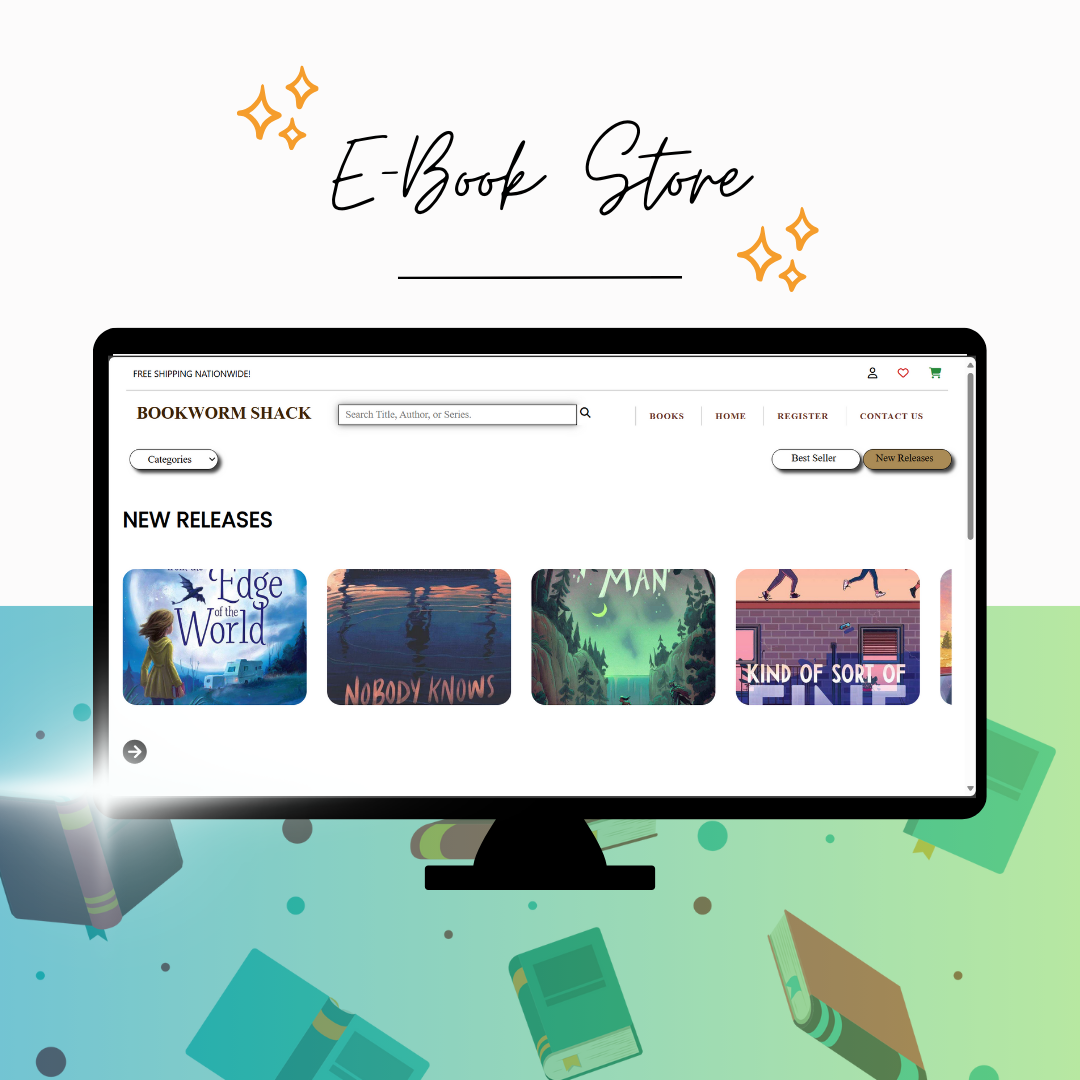 E-Book Store
FREE SHIPPING NATIONWIDE!
BOOKWORM SHACK
Search Title, Author, or Series.
BOOKS
HOME
REGISTER
CONTACT US
Categories
Best Seller
New Releases
NEW RELEASES
Edge
of the
World
NOBODY KNOWS
MAN
KIND OF SORT OF